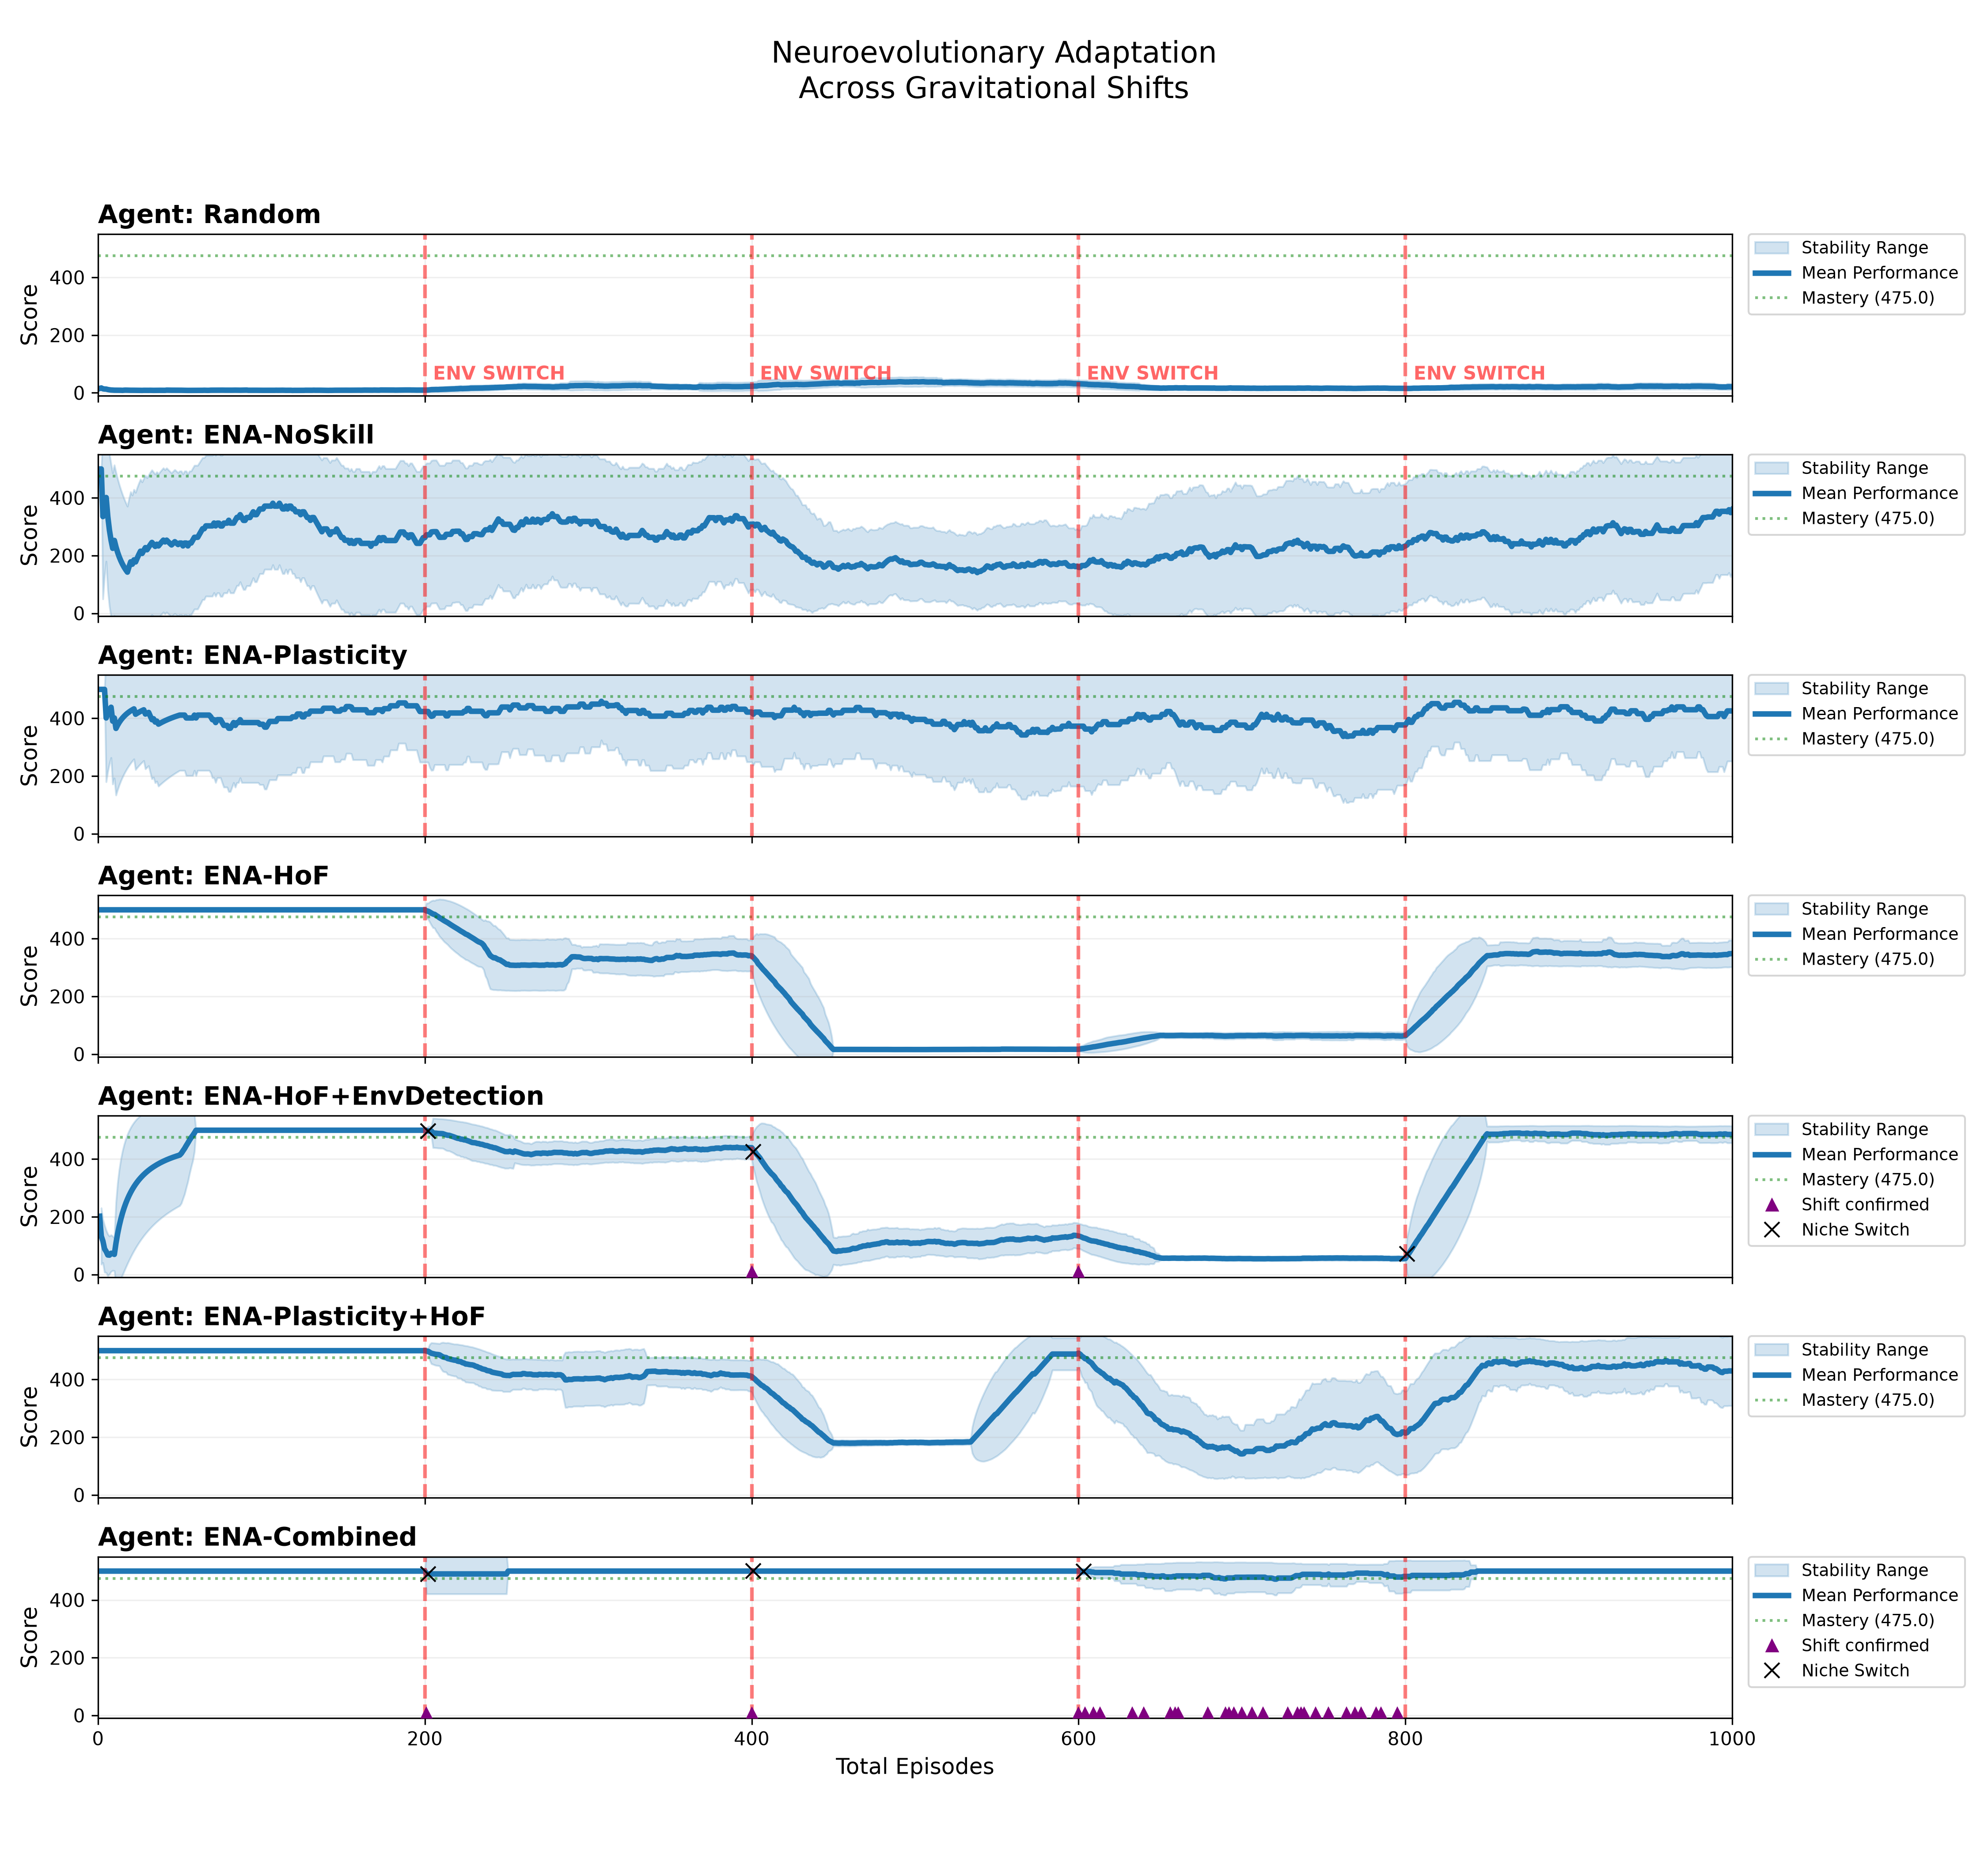 Neuroevolutionary Adaptation
Across Gravitational Shifts
Agent: Random
Score
400
200
0
ENV SWITCH
ENV SWITCH
ENV SWITCH
ENV SWITCH
Stability Range
Mean Performance
Mastery (475.0)
Agent: ENA-NoSkill
Score
400
200
0
Stability Range
Mean Performance
Mastery (475.0)
Agent: ENA-Plasticity
Score
400
200
0
Stability Range
Mean Performance
Mastery (475.0)
Agent: ENA-HoF
Score
400
200
0
Stability Range
Mean Performance
Mastery (475.0)
Agent: ENA-HoF+EnvDetection
Score
400
200
0
Stability Range
Mean Performance
Mastery (475.0)
Shift confirmed
Niche Switch
Agent: ENA-Plasticity+HoF
Score
400
200
0
Stability Range
Mean Performance
Mastery (475.0)
Agent: ENA-Combined
Score
400
200
0
Stability Range
Mean Performance
Mastery (475.0)
Shift confirmed
Niche Switch
0 200 400 600 800 1000
Total Episodes